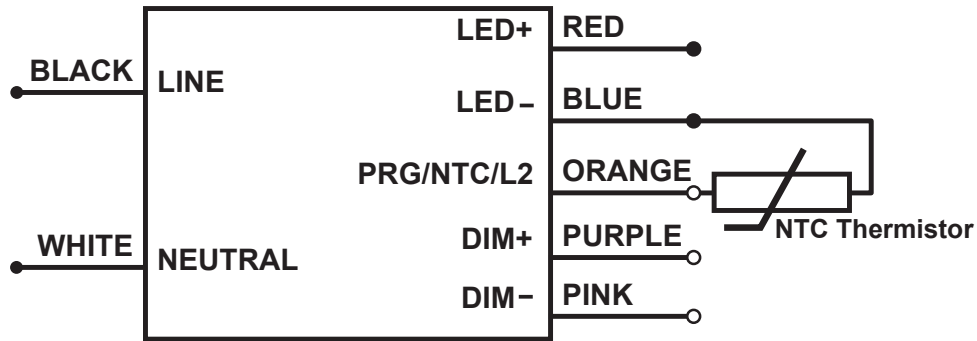 BLACK
LINE
WHITE
NEUTRAL
LED+
RED
LED–
BLUE
PRG/NTC/L2
ORANGE
NTC Thermistor
DIM+
PURPLE
DIM–
PINK